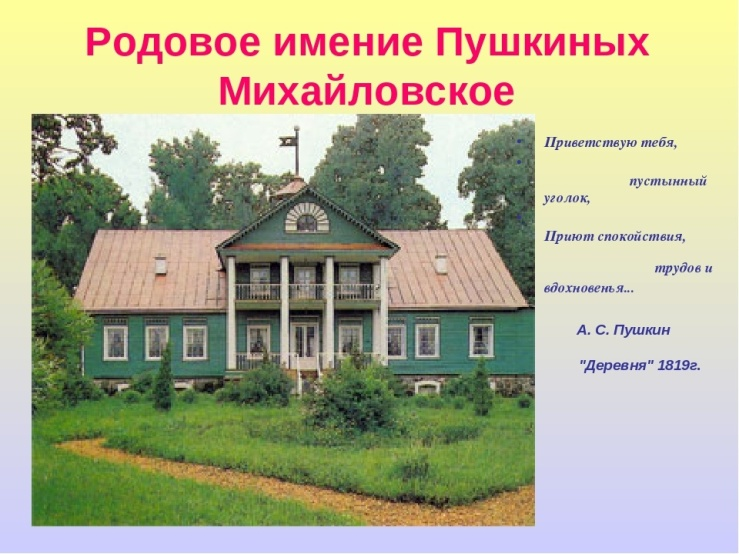 Родовое имение Пушкиных
Михайловское
Приветствую тебя,
пустынный
уголок,
Приют спокойствия,
трудов и
вдохновенья...
А. С. Пушкин
"Деревня" 1819г.